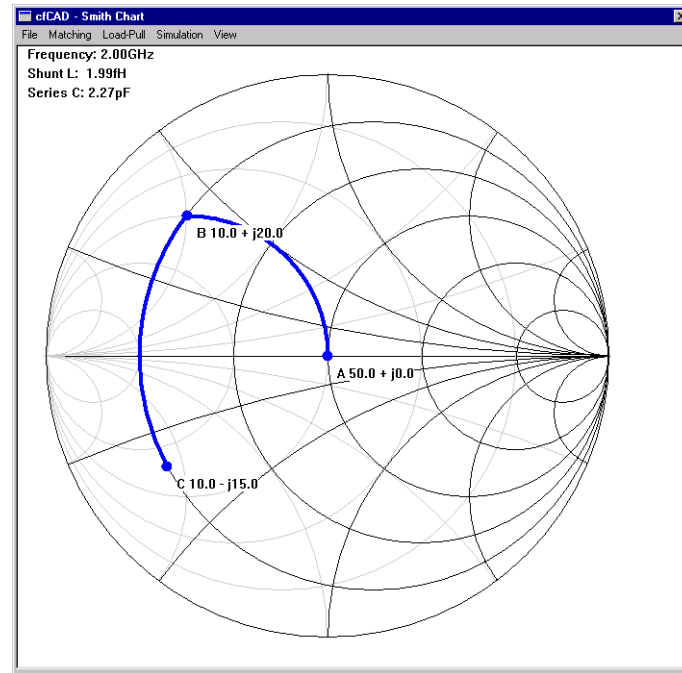 cfCAD - Smith Chart
File Matching Load-Pull Simulation View
Frequency: 2.00GHz
Shunt L: 1.99fH
Series C: 2.27pF
B 10.0 + j20.0
A 50.0 + j0.0
C 10.0 - j15.0